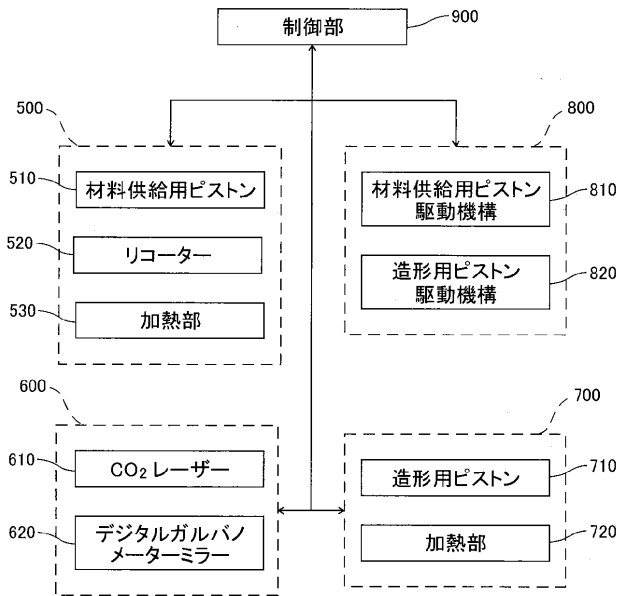 制御部
900
500
800
510
材料供給用ピストン
材料供給用ピストン
駆動機構
810
520
リコーター
造形用ピストン
駆動機構
820
530
加熱部
600
700
610
CO₂レーザー
造形用ピストン
710
620
デジタルガルバノ
メーターミラー
加熱部
720